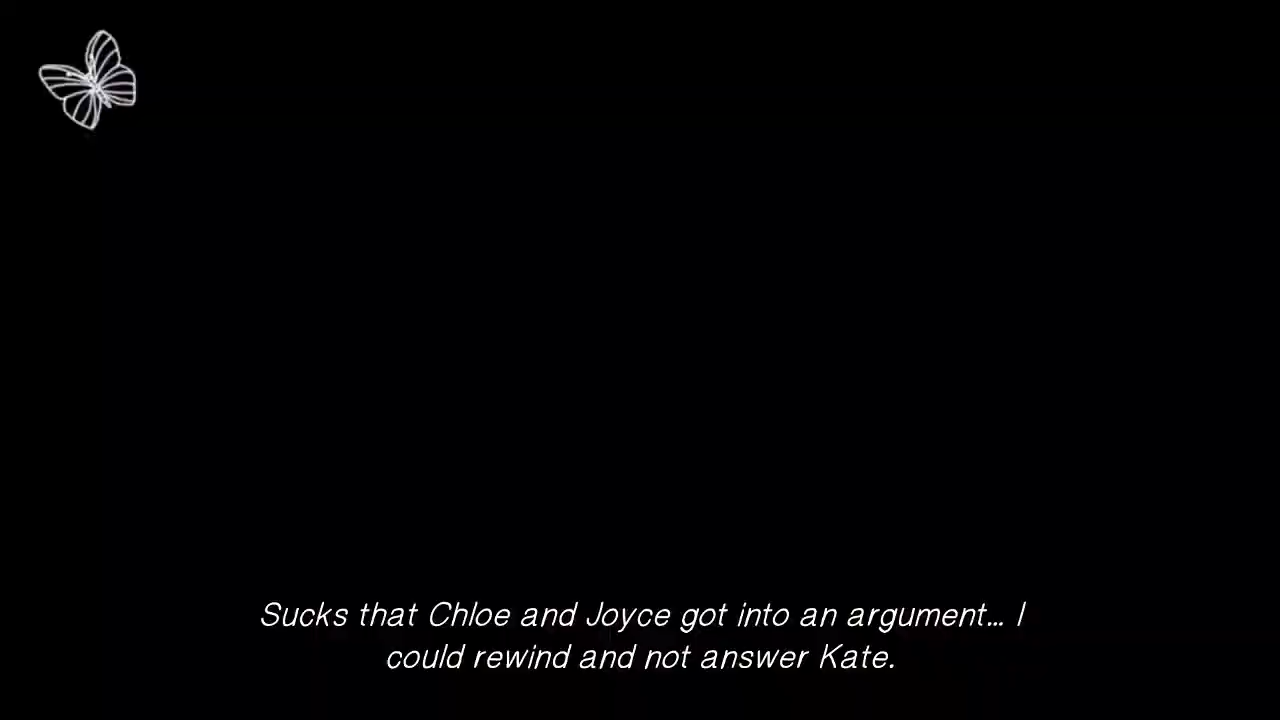 Sucks that Chloe and Joyce got into an argument... I
could rewind and not answer Kate.